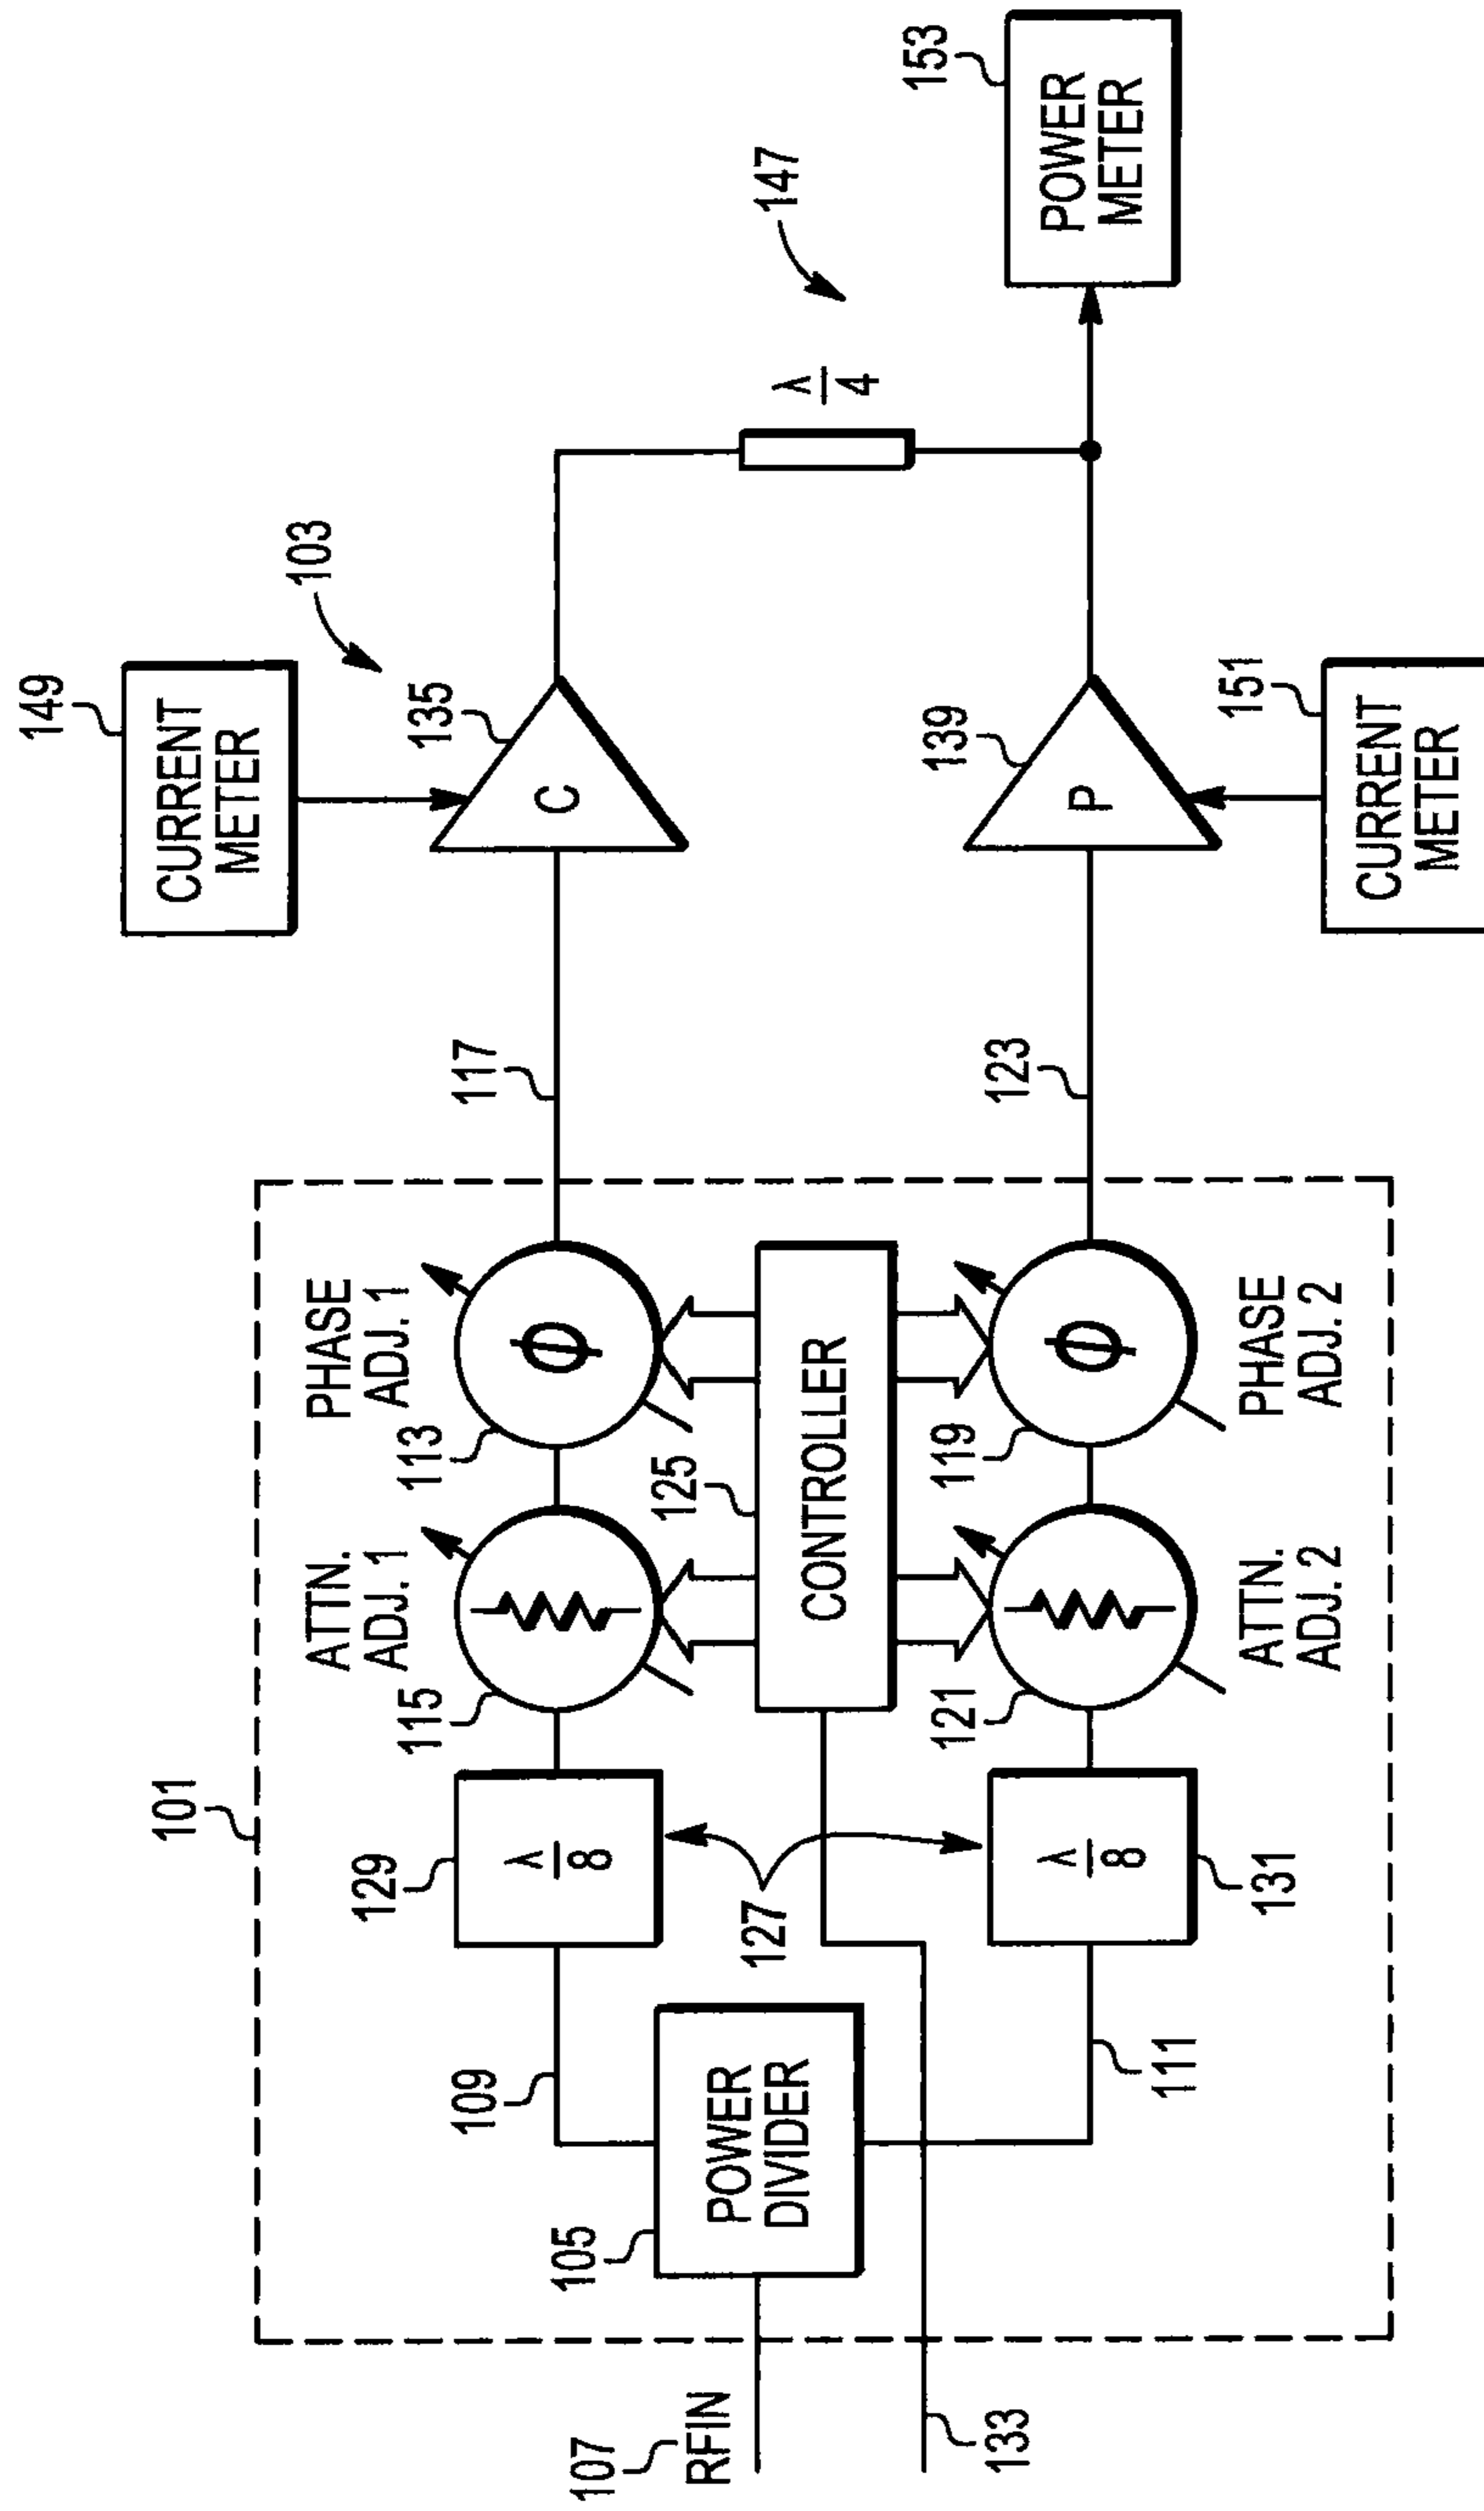 149
CURRENT
METER
103
135
C
147
Λ
4
153
POWER
METER
139
P
151
CURRENT
METER
117
123
101
PHASE
ADJ. 1
113
ATTN.
ADJ. 1
115
125
CONTROLLER
ϕ
ϕ
119
PHASE
ADJ. 2
121
ATTN.
ADJ. 2
129
Λ
8
127
Λ
8
131
109
111
105
POWER
DIVIDER
107
RFIN
133